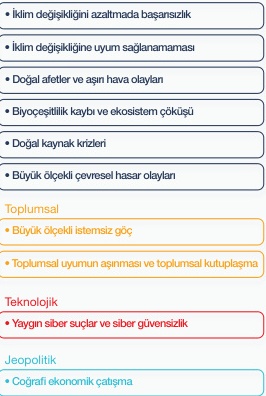 • İklim değişikliğini azaltmada başarısızlık
• İklim değişikliğine uyum sağlanamaması
• Doğal afetler ve aşırı hava olayları
• Biyoçeşitlilik kaybı ve ekosistem çöküşü
• Doğal kaynak krizleri
• Büyük ölçekli çevresel hasar olayları
Toplumsal
• Büyük ölçekli istemsiz göç
• Toplumsal uyumun aşınması ve toplumsal kutuplaşma
Teknolojik
• Yaygın siber suçlar ve siber güvensizlik
Jeopolitik
• Coğrafi ekonomik çatışma